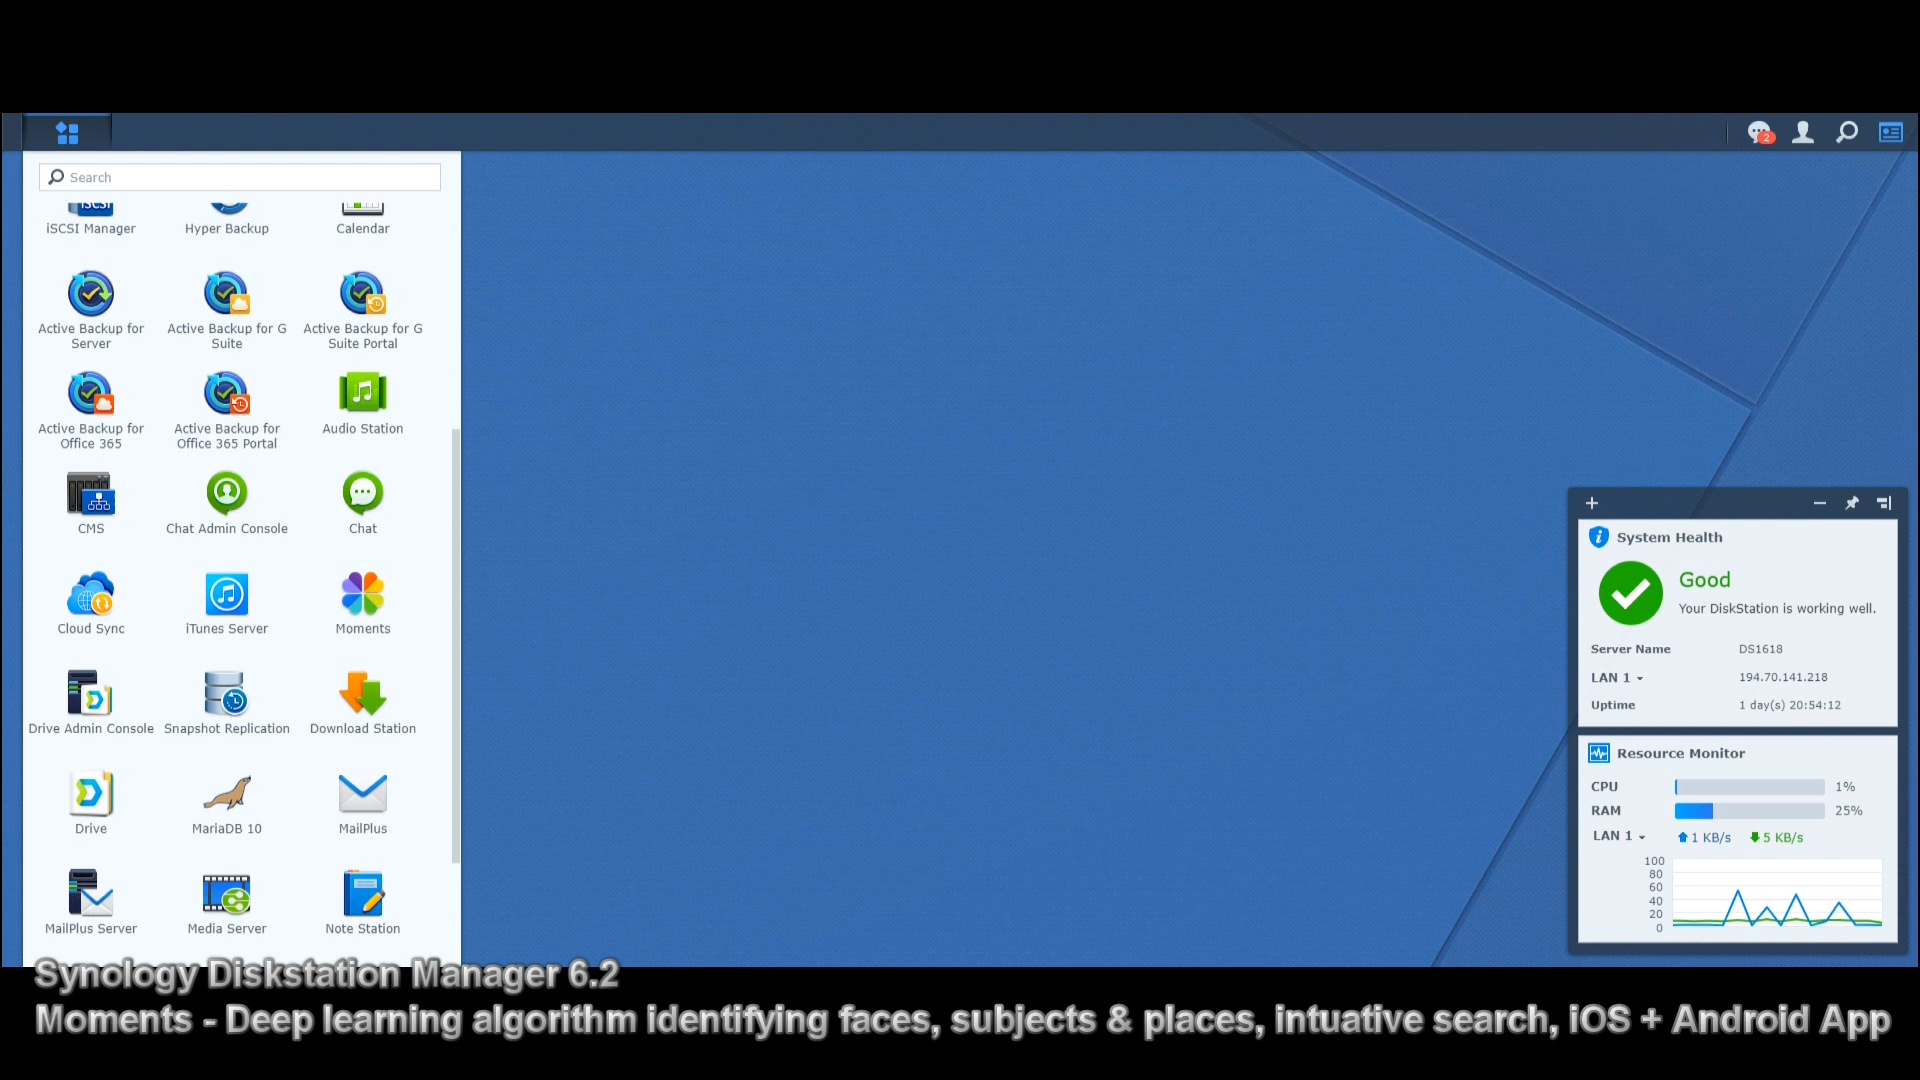 2
Search
iSCSI
iSCSI Manager
Hyper Backup
Calendar
Active Backup for
Server
Active Backup for G
Suite
Active Backup for G
Suite Portal
Active Backup for
Office 365
Active Backup for
Office 365 Portal
Audio Station
CMS
Chat Admin Console
Chat
Cloud Sync
iTunes Server
Moments
Drive Admin Console
Snapshot Replication
Download Station
Drive
MariaDB 10
MailPlus
MailPlus Server
Media Server
Note Station
System Health
Good
Your DiskStation is working well.
Server Name DS1618
LAN 1 194.70.141.218
Uptime 1 day(s) 20:54:12
Resource Monitor
CPU 1%
RAM 25%
LAN 1 1 KB/s 5 KB/s
100
80
60
40
20
0
Synology Diskstation Manager 6.2
Moments - Deep learning algorithm identifying faces, subjects & places, intuative search, iOS + Android App